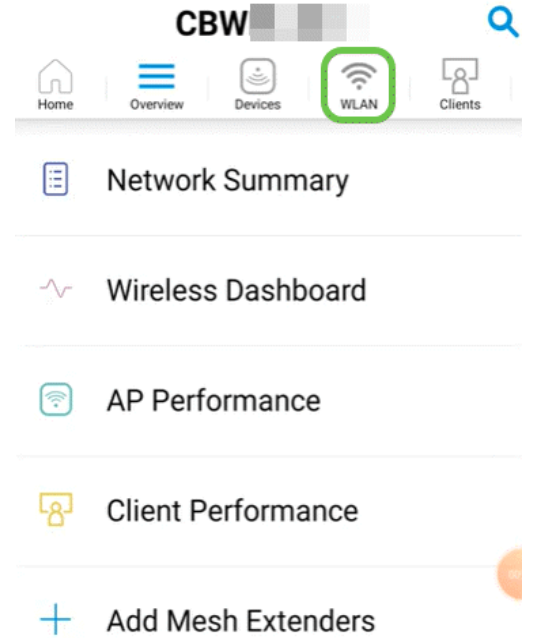 CBW
Home
Overview
Devices
WLAN
Clients
Network Summary
Wireless Dashboard
AP Performance
Client Performance
Add Mesh Extenders